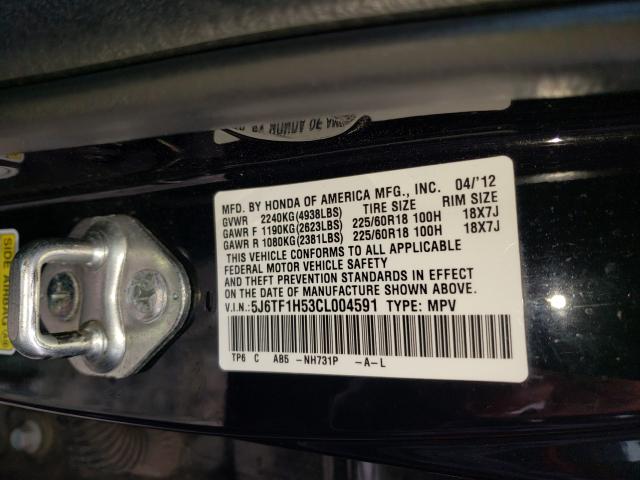 MFD. BY HONDA OF AMERICA MFG., INC. 04/'12
GVWR 2240KG(4938LBS) TIRE SIZE RIM SIZE
GAWR F 1190KG(2623LBS) 225/60R18 100H 18X7J
GAWR R 1080KG(2381LBS) 225/60R18 100H 18X7J
THIS VEHICLE CONFORMS TO ALL APPLICABLE
FEDERAL MOTOR VEHICLE SAFETY
AND THEFT PREVENTION STANDARDS IN EFFECT
ON THE DATE OF MANUFACTURE SHOWN ABOVE.
V.I.N.: 5J6TF1H53CL004591 TYPE: MPV
TP6 C AB5 -NH731P -A-L
SIDE AIRBAG